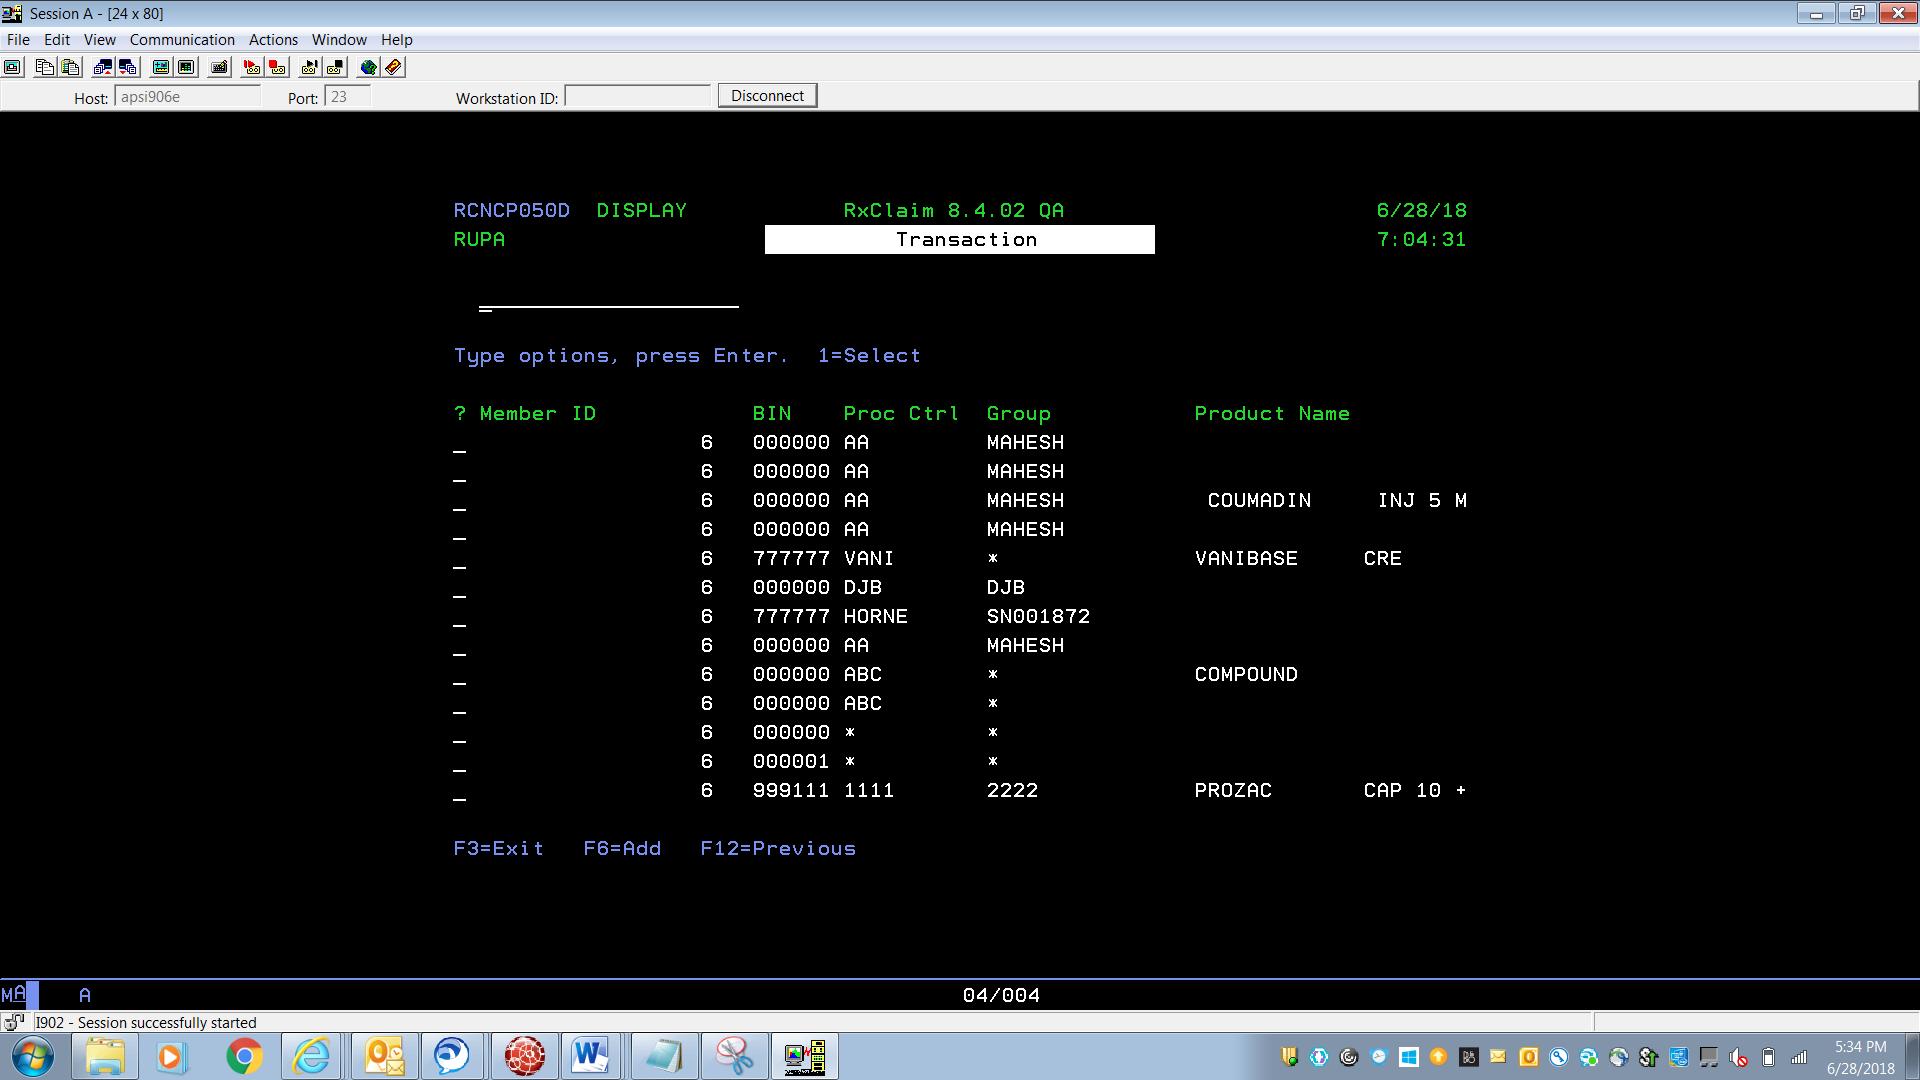 Session A - [24 x 80]
File Edit View Communication Actions Window Help
Host: apsi906e Port: 23 Workstation ID: Disconnect
RCNCP050D DISPLAY RxClaim 8.4.02 QA 6/28/18
RUPA Transaction 7:04:31
Type options, press Enter. 1=Select
? Member ID BIN Proc Ctrl Group Product Name
_ 6 000000 AA MAHESH
_ 6 000000 AA MAHESH
_ 6 000000 AA MAHESH COUMADIN INJ 5 M
_ 6 000000 AA MAHESH
_ 6 777777 VANI * VANIBASE CRE
_ 6 000000 DJB DJB
_ 6 777777 HORNE SN001872
_ 6 000000 AA MAHESH
_ 6 000000 ABC * COMPOUND
_ 6 000000 ABC *
_ 6 000000 * *
_ 6 000001 * *
_ 6 999111 1111 2222 PROZAC CAP 10 +
F3=Exit F6=Add F12=Previous
MA A 04/004
I902 - Session successfully started
5:34 PM
6/28/2018